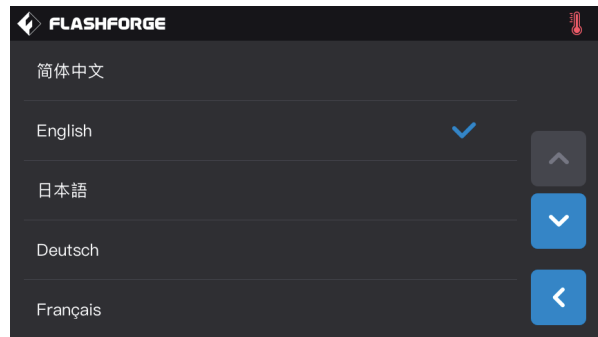 FLASHFORGE
简体中文
English
日本語
Deutsch
Français